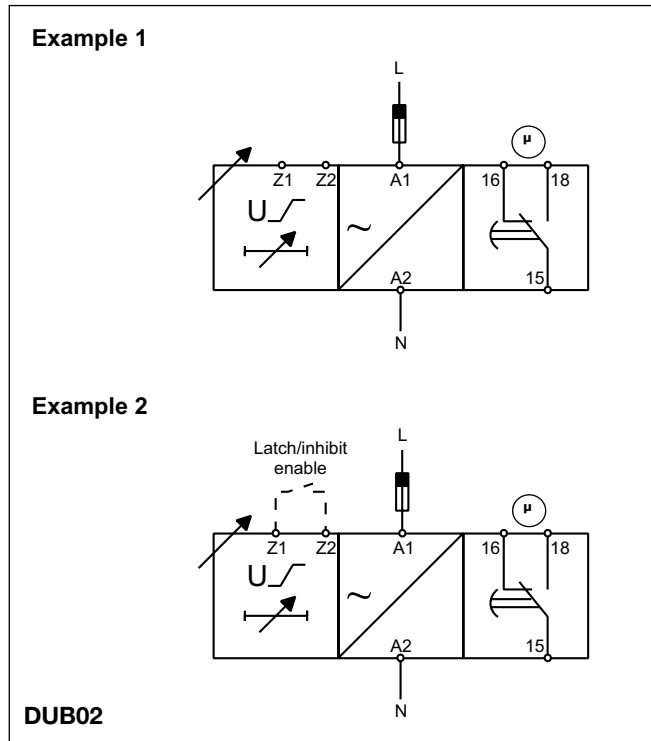 Example 1
L
μ
Z1 Z2 A1 16 18
U
~
A2 15
N
Example 2
Latch/inhibit
enable
L
μ
Z1 Z2 A1 16 18
U
~
A2 15
N
DUB02